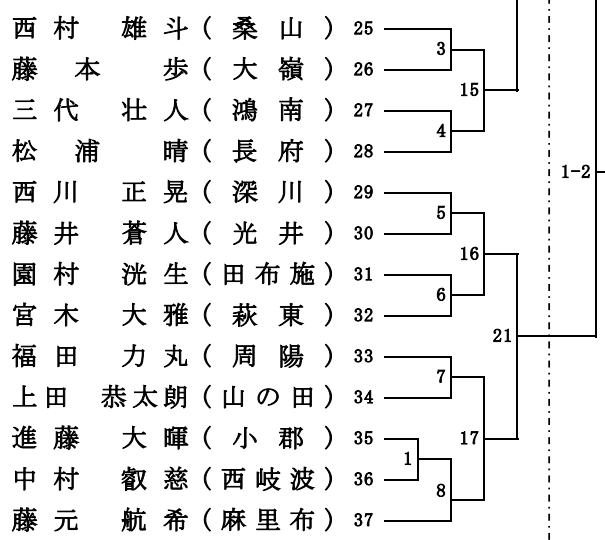 西村 雄斗(桑山) 25
3
藤本 歩(大嶺) 26
15
三代 壮人(鴻南) 27
4
松浦 晴(長府) 28
1-2
西川 正晃(深川) 29
5
藤井 蒼人(光井) 30
16
園村 洸生(田布施) 31
6
宮木 大雅(萩東) 32
21
福田 力丸(周陽) 33
7
上田 恭太朗(山の田) 34
進藤 大暉(小郡) 35
17
1
中村 叡慈(西岐波) 36
8
藤元 航希(麻里布) 37